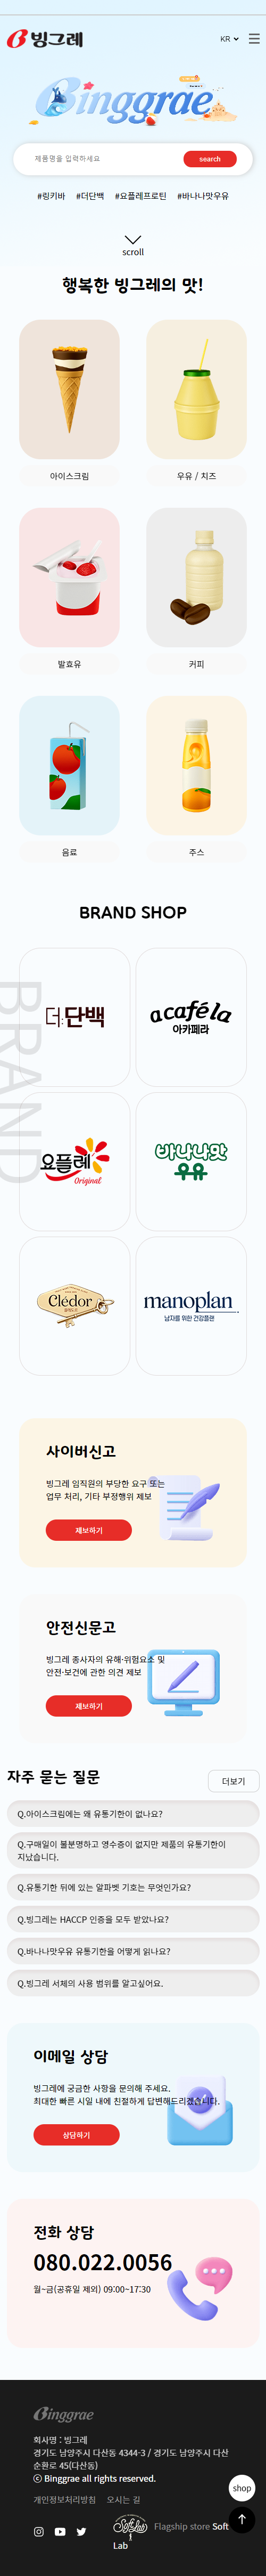 빙그레
KR
Binggrae
제품명을 입력하세요
search
#링키바 #더단백 #요플레프로틴 #바나나맛우유
scroll
행복한 빙그레의 맛!
아이스크림
우유 / 치즈
발효유
커피
음료
주스
BRAND SHOP
BRAND
더:단백
acaféla
아카페라
요플레
Original
바나나맛
우유
Clédor
manoplan
남자를 위한 건강플랜
사이버신고
빙그레 임직원의 부당한 요구 또는
업무 처리, 기타 부정행위 제보
제보하기
안전신문고
빙그레 종사자의 유해·위험요소 및
안전·보건에 관한 의견 제보
제보하기
자주 묻는 질문
더보기
Q.아이스크림에는 왜 유통기한이 없나요?
Q.구매일이 불분명하고 영수증이 없지만 제품의 유통기한이
지났습니다.
Q.유통기한 뒤에 있는 알파벳 기호는 무엇인가요?
Q.빙그레는 HACCP 인증을 모두 받았나요?
Q.바나나맛우유 유통기한을 어떻게 읽나요?
Q.빙그레 서체의 사용 범위를 알고싶어요.
이메일 상담
빙그레에 궁금한 사항을 문의해 주세요.
최대한 빠른 시일 내에 친절하게 답변해드리겠습니다.
상담하기
전화 상담
080.022.0056
월~금(공휴일 제외) 09:00~17:30
Binggrae
회사명 : 빙그레
경기도 남양주시 다산동 4344-3 / 경기도 남양주시 다산
순환로 45(다산동)
ⓒ Binggrae all rights reserved.
shop
개인정보처리방침 오시는 길
Soft Lab Flagship store Soft
Lab